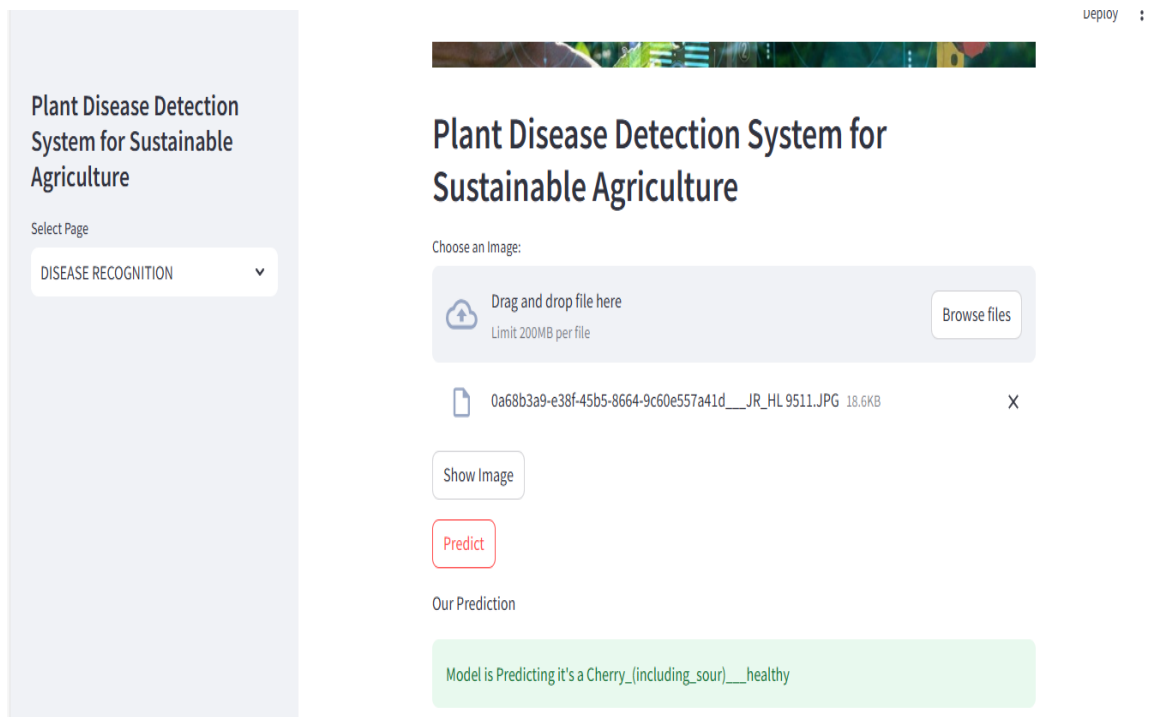 Deploy
Plant Disease Detection
System for Sustainable
Agriculture
Select Page
DISEASE RECOGNITION
Plant Disease Detection System for
Sustainable Agriculture
Choose an Image:
Drag and drop file here
Limit 200MB per file
Browse files
0a68b3a9-e38f-45b5-8664-9c60e557a41d___JR_HL 9511.JPG 18.6KB
Show Image
Predict
Our Prediction
Model is Predicting it's a Cherry_(including_sour)___healthy